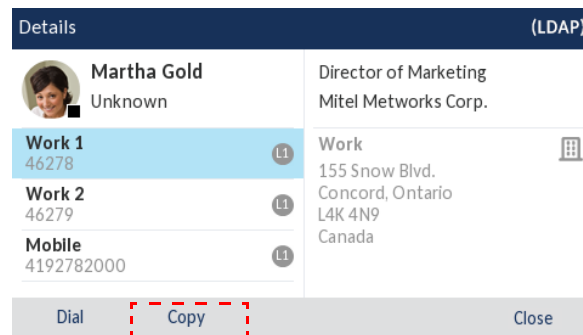 Details (LDAP)
Martha Gold
Unknown
Work 1
46278
L1
Work 2
46279
L1
Mobile
4192782000
L1
Director of Marketing
Mitel Metworks Corp.
Work
155 Snow Blvd.
Concord, Ontario
L4K 4N9
Canada
Dial Copy Close